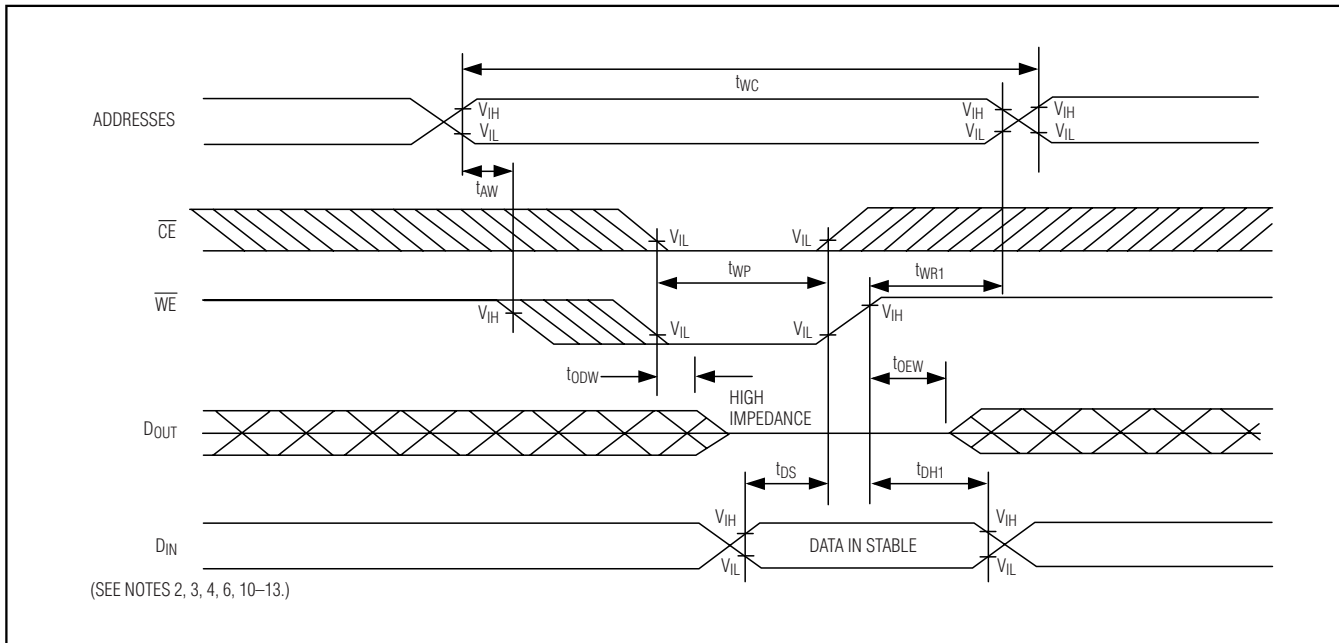 tWC
ADDRESSES
VIH
VIL
VIH
VIL
VIH
VIL
tAW
CE
VIL
VIL
tWP
tWR1
WE
VIH
VIL
VIL
VIH
tODW
HIGH
IMPEDANCE
tOEW
DOUT
tDS
tDH1
VIH
VIL
DIN
DATA IN STABLE
VIH
VIL
(SEE NOTES 2, 3, 4, 6, 10–13.)